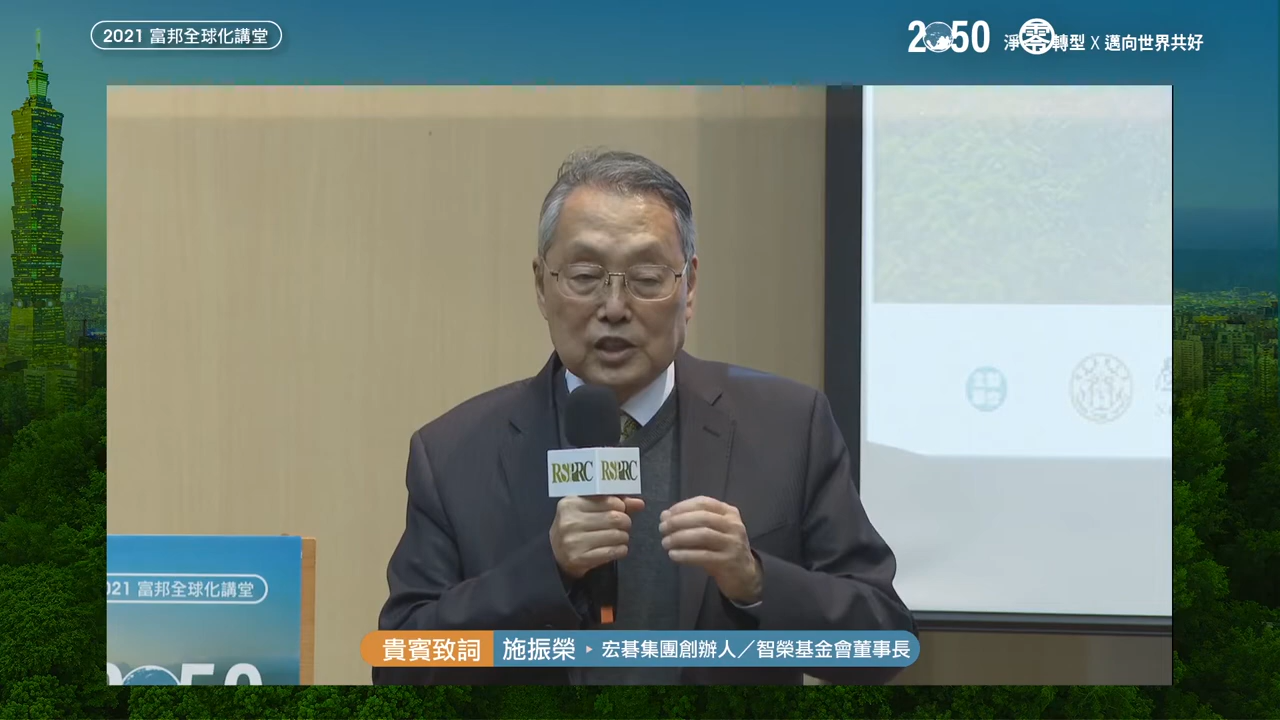 2021 富邦全球化講堂
2050 淨零轉型 X 邁向世界共好
RSPRC RSPRC
021 富邦全球化講堂
2050
貴賓致詞 施振榮 ▸ 宏碁集團創辦人／智榮基金會董事長